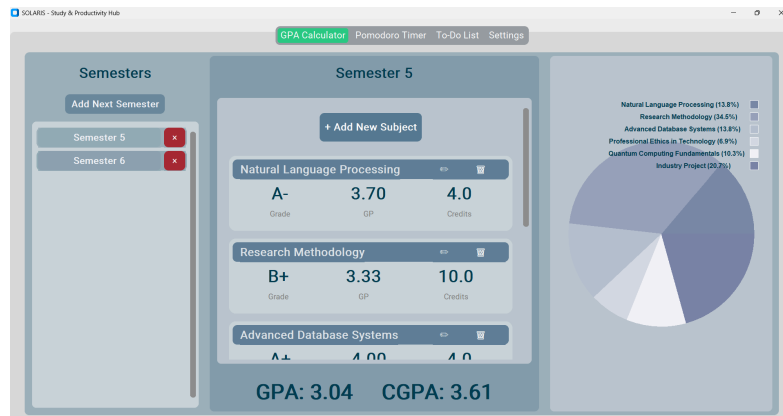 SOLARIS - Study & Productivity Hub
GPA Calculator Pomodoro Timer To-Do List Settings
Semesters
Add Next Semester
Semester 5 ×
Semester 6 ×
Semester 5
+ Add New Subject
Natural Language Processing
A- 3.70 4.0
Grade GP Credits
Research Methodology
B+ 3.33 10.0
Grade GP Credits
Advanced Database Systems
A+ 4.00 4.0
GPA: 3.04 CGPA: 3.61
Natural Language Processing (13.8%)
Research Methodology (34.5%)
Advanced Database Systems (13.8%)
Professional Ethics in Technology (6.9%)
Quantum Computing Fundamentals (10.3%)
Industry Project (20.7%)